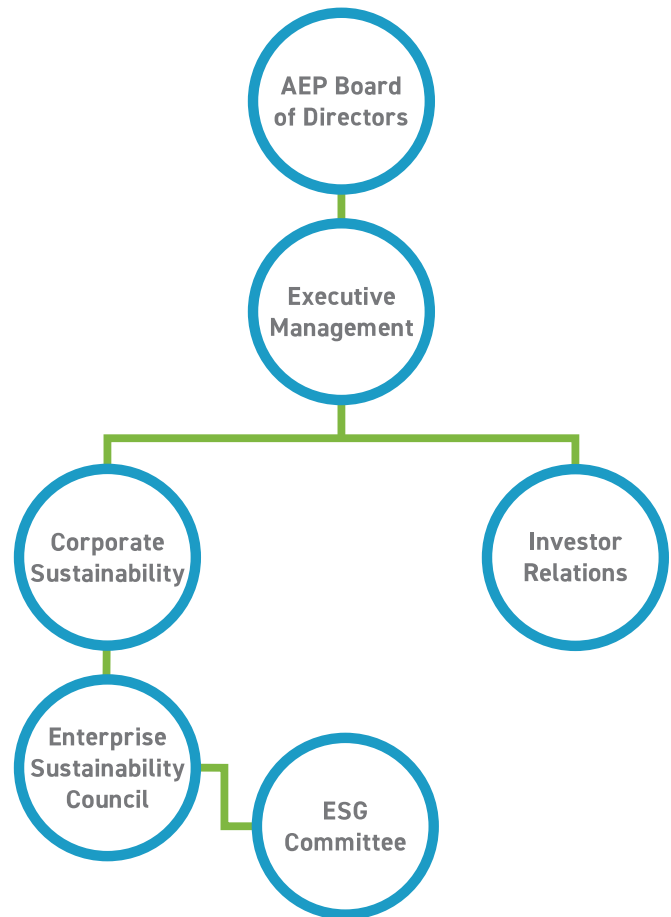 AEP Board
of Directors
Executive
Management
Corporate
Sustainability
Investor
Relations
Enterprise
Sustainability
Council
ESG
Committee